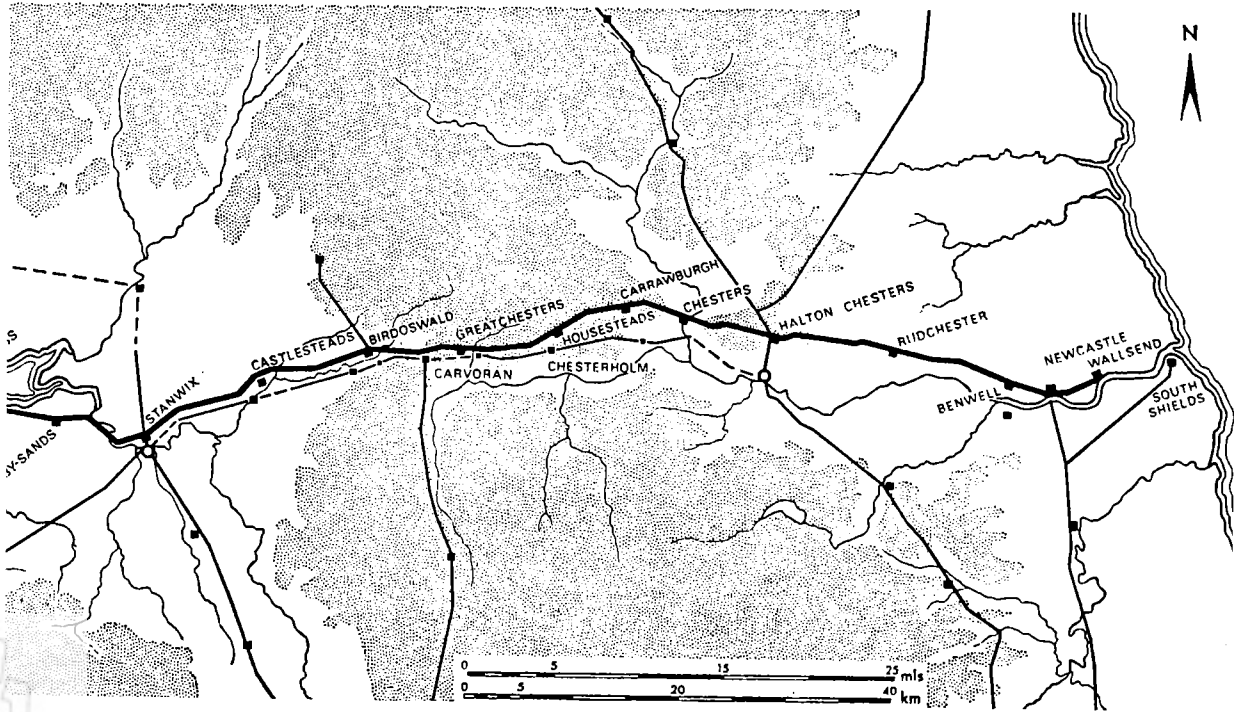 N
CARRAWBURGH
CHESTERS
HALTON CHESTERS
GREATCHESTERS
HOUSESTEADS
BIRDOSWALD
CASTLESTEADS
RUDCHESTER
NEWCASTLE
WALLSEND
CARVORAN
CHESTERHOLM
BENWELL
SOUTH
SHIELDS
STANWIX
S
Y-SANDS
0 5 15 25 mls
0 5 20 40 km